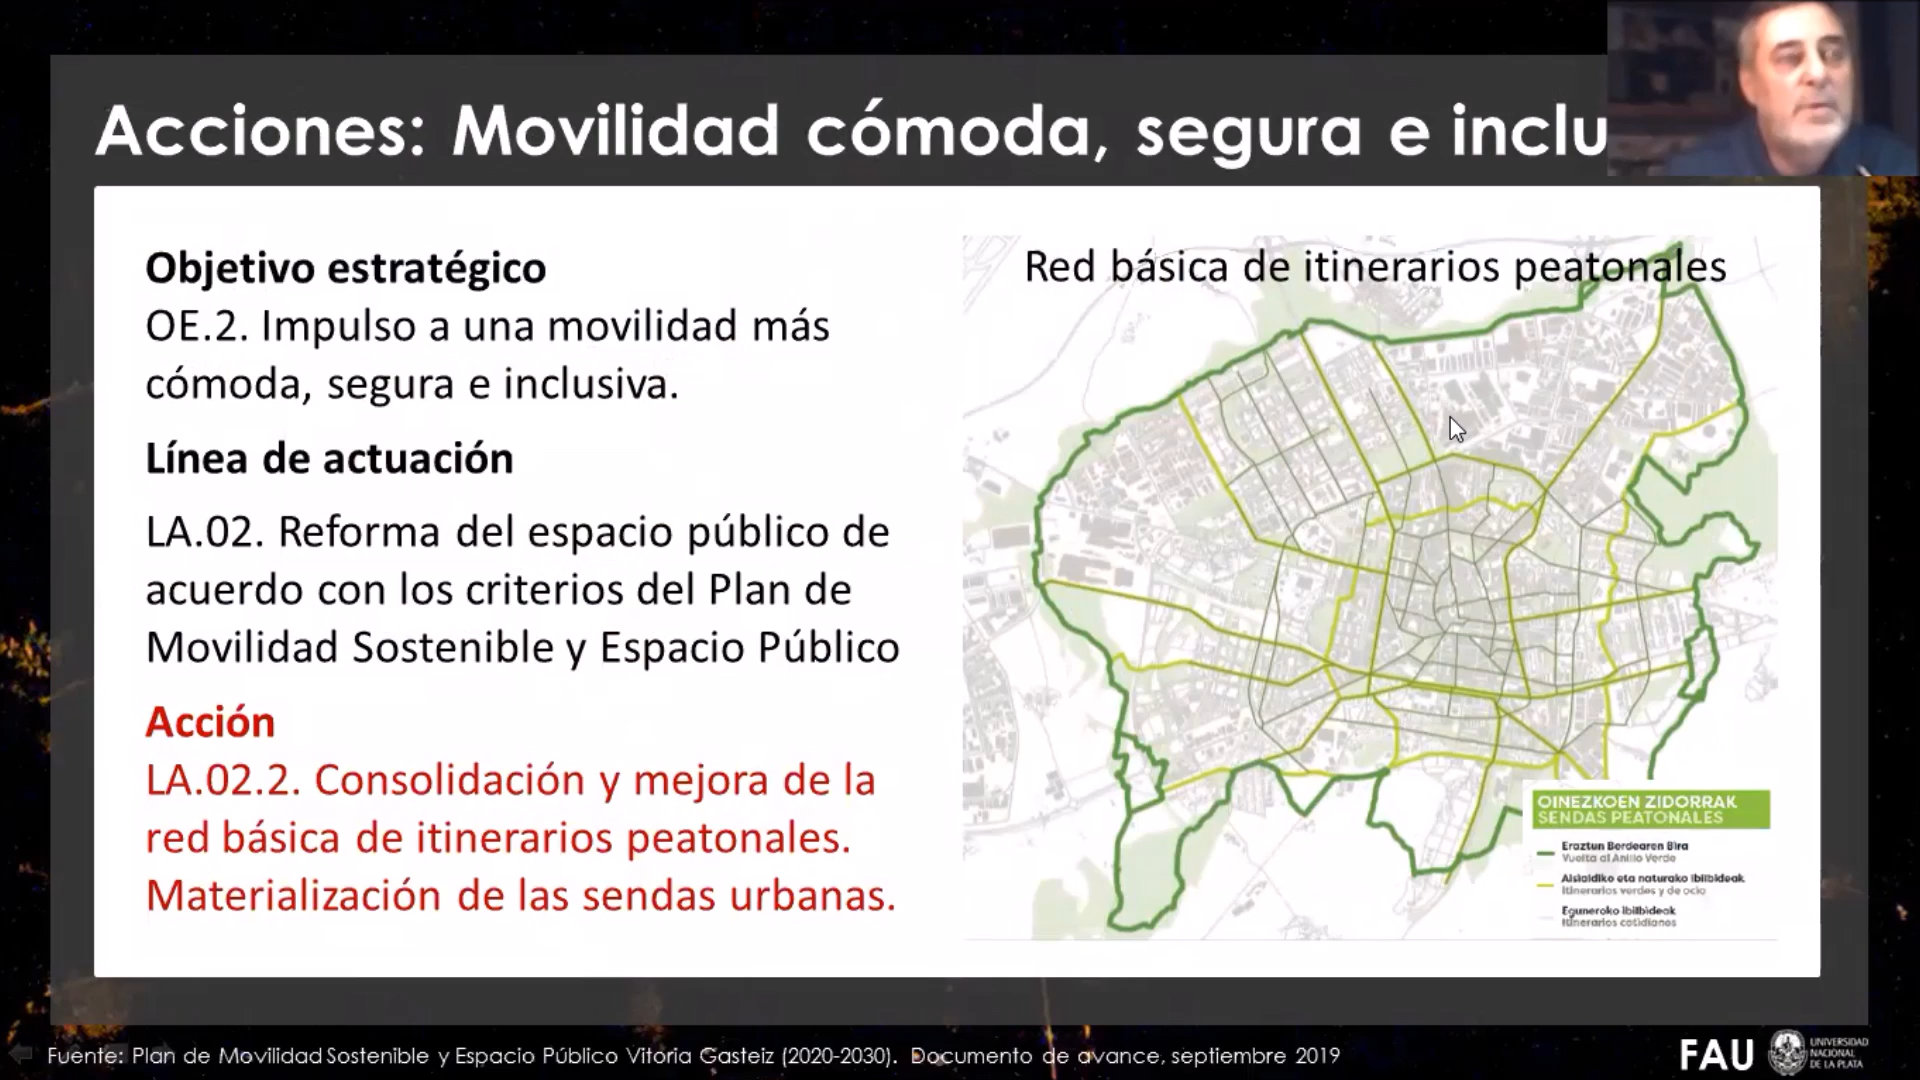 Acciones: Movilidad cómoda, segura e inclu
Objetivo estratégico
OE.2. Impulso a una movilidad más
cómoda, segura e inclusiva.
Línea de actuación
LA.02. Reforma del espacio público de
acuerdo con los criterios del Plan de
Movilidad Sostenible y Espacio Público
Acción
LA.02.2. Consolidación y mejora de la
red básica de itinerarios peatonales.
Materialización de las sendas urbanas.
Red básica de itinerarios peatonales
OINEZKOEN ZIDORRAK
SENDAS PEATONALES
Eraztun Berdearen Bira
Vuelta al Anillo Verde
Aisialdiko eta naturako ibilbideak
Itinerarios verdes y de ocio
Eguneroko ibilbideak
Itinerarios cotidianos
Fuente: Plan de Movilidad Sostenible y Espacio Público Vitoria Gasteiz (2020-2030). Documento de avance, septiembre 2019
FAU
UNIVERSIDAD
NACIONAL
DE LA PLATA